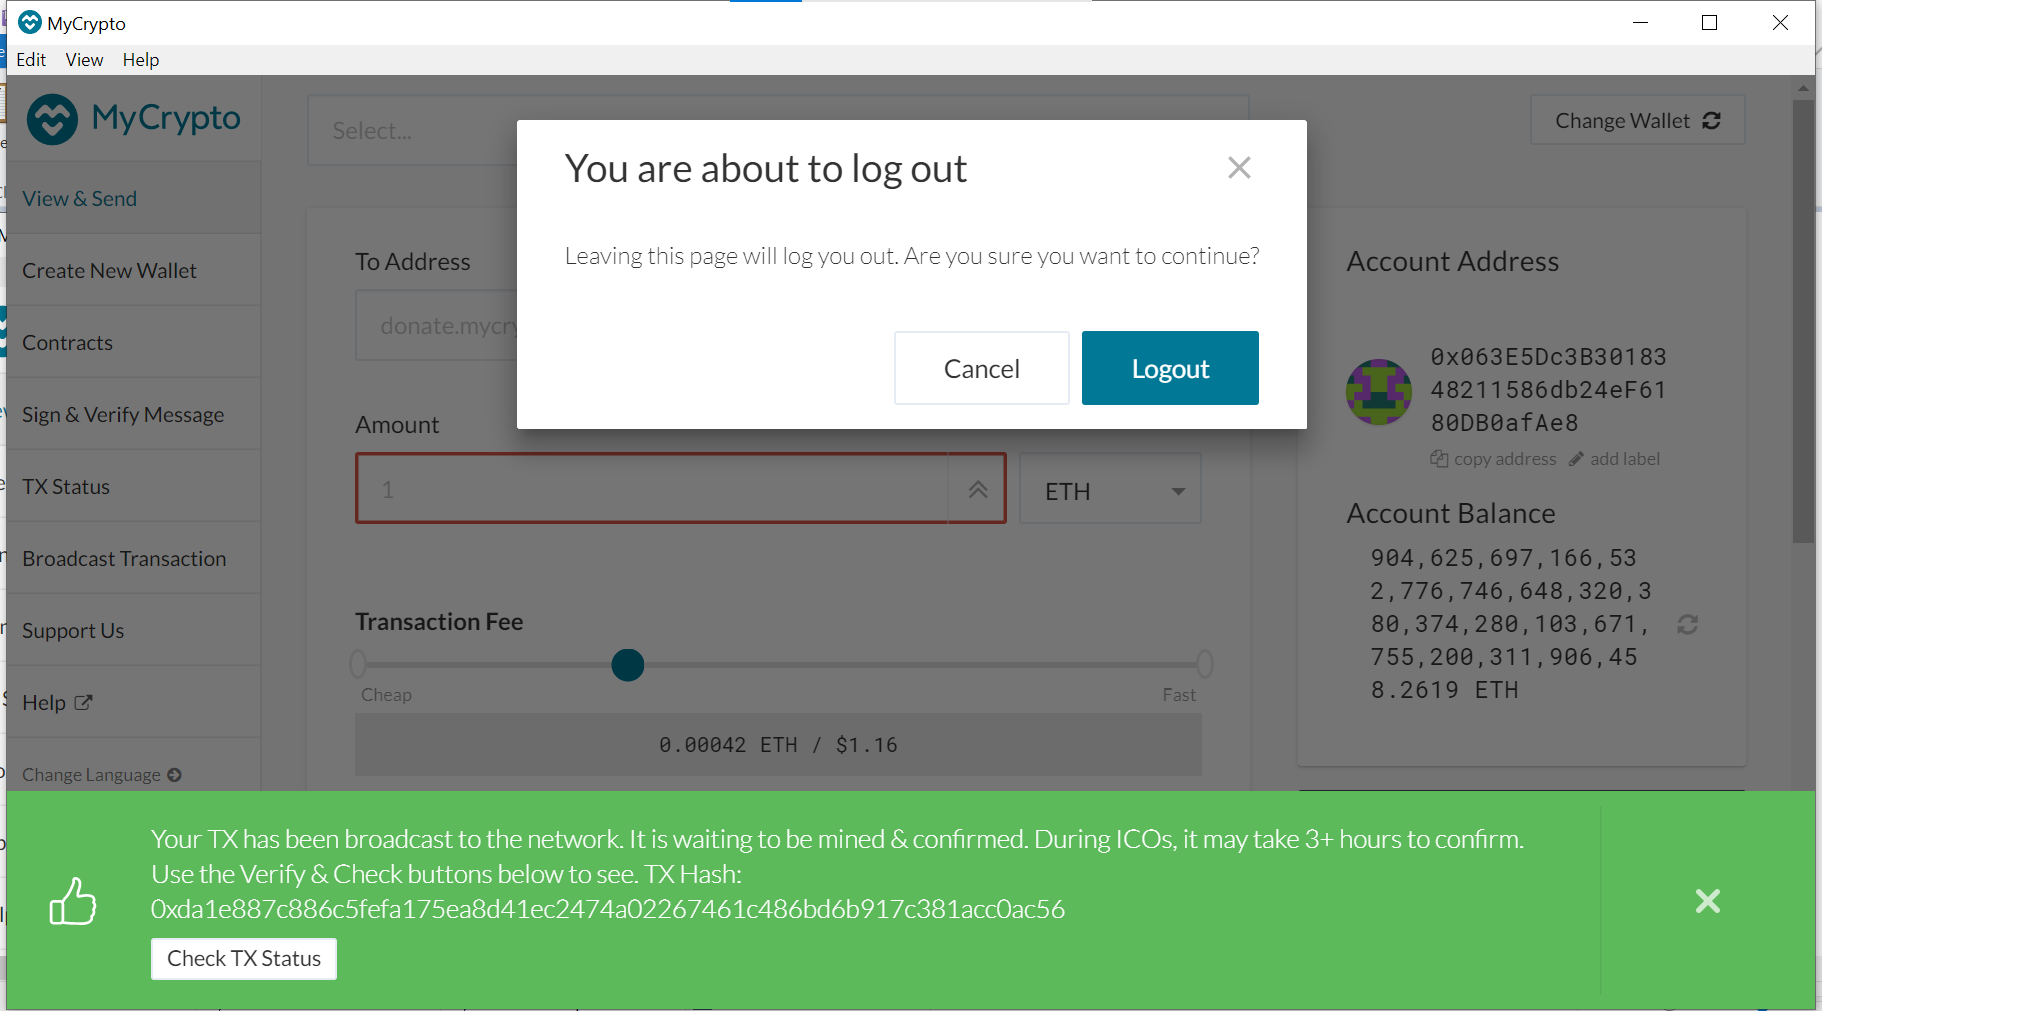 MyCrypto
Edit View Help
MyCrypto
View & Send
Create New Wallet
Contracts
Sign & Verify Message
TX Status
Broadcast Transaction
Support Us
Help
Change Language
Select...
Change Wallet
To Address
Amount
1
ETH
Transaction Fee
Cheap
Fast
0.00042 ETH / $1.16
You are about to log out
Leaving this page will log you out. Are you sure you want to continue?
Cancel
Logout
Account Address
0x063E5Dc3B30183
48211586db24eF61
80DB0afAe8
copy address add label
Account Balance
904,625,697,166,53
2,776,746,648,320,3
80,374,280,103,671,
755,200,311,906,45
8.2619 ETH
Your TX has been broadcast to the network. It is waiting to be mined & confirmed. During ICOs, it may take 3+ hours to confirm.
Use the Verify & Check buttons below to see. TX Hash:
0xda1e887c886c5fefa175ea8d41ec2474a02267461c486bd6b917c381acc0ac56
Check TX Status